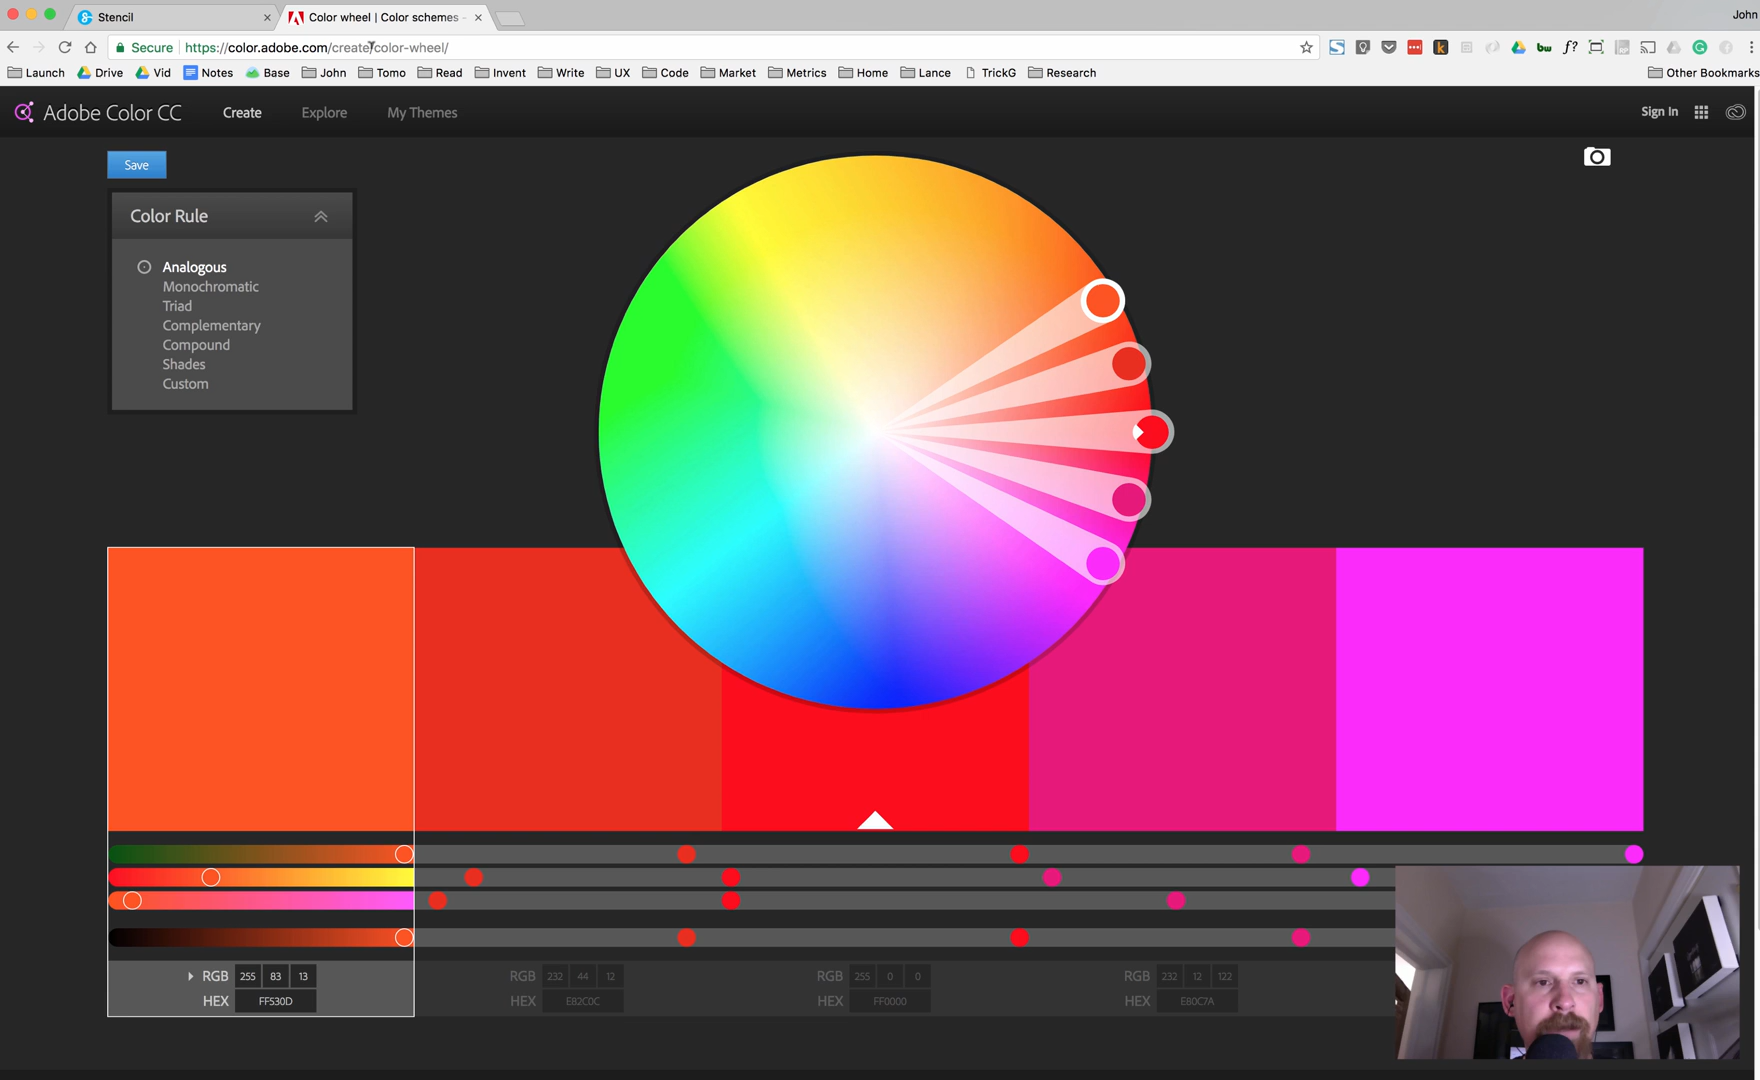 Stencil
Color wheel | Color schemes -
John
Secure https://color.adobe.com/create/color-wheel/
Launch Drive Vid Notes Base John Tomo Read Invent Write UX Code Market Metrics Home Lance TrickG Research Other Bookmarks
Adobe Color CC Create Explore My Themes Sign In
Save
Color Rule
Analogous
Monochromatic
Triad
Complementary
Compound
Shades
Custom
RGB 255 83 13 RGB 232 44 12 RGB 255 0 0 RGB 232 12 122
HEX FF530D HEX E82C0C HEX FF0000 HEX E80C7A